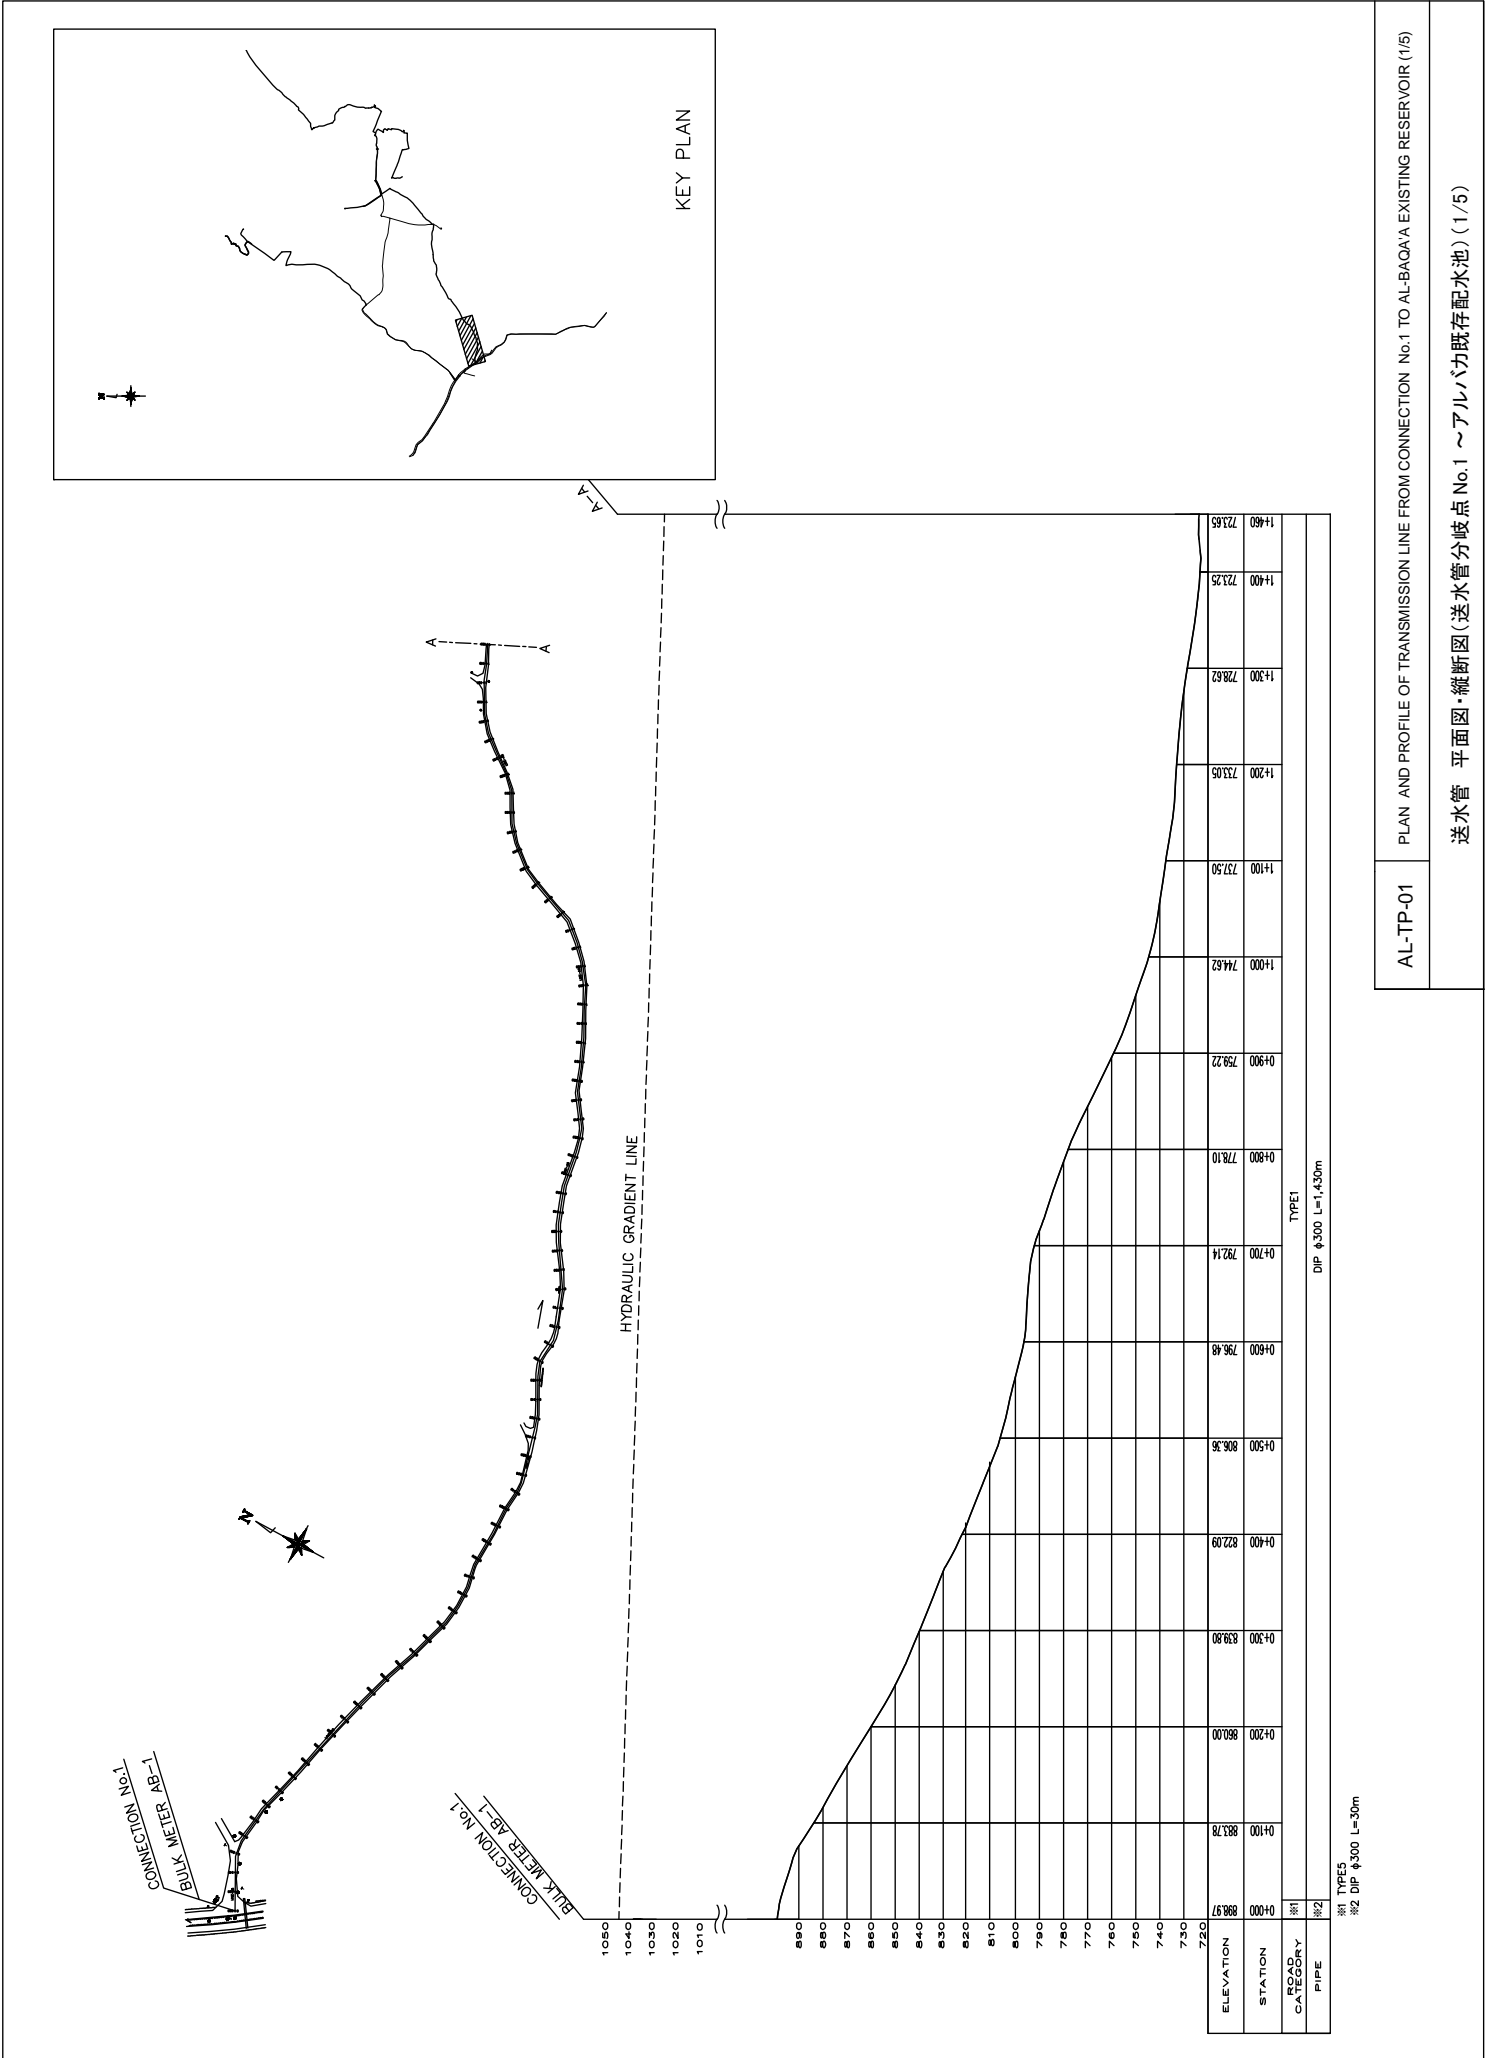 KEY PLAN
N
N
CONNECTION No.1
BULK METER AB-1
A
A
A-A
HYDRAULIC GRADIENT LINE
CONNECTION No.1
BULK METER AB-1
1050
1040
1030
1020
1010
890
880
870
860
850
840
830
820
810
800
790
780
770
760
750
740
730
720
ELEVATION 898.97 883.78 860.00 839.80 822.09 806.36 796.48 792.14 778.10 759.22 744.62 737.50 733.05 728.62 723.25 723.65
STATION 0+000 0+100 0+200 0+300 0+400 0+500 0+600 0+700 0+800 0+900 1+000 1+100 1+200 1+300 1+400 1+460
ROAD CATEGORY ※1 TYPE1
PIPE ※2 DIP φ300 L=1,430m
※1 TYPE5
※2 DIP φ300 L=30m
AL-TP-01 PLAN AND PROFILE OF TRANSMISSION LINE FROM CONNECTION No.1 TO AL-BAQA'A EXISTING RESERVOIR (1/5)
送水管 平面図・縦断図（送水管分岐点 No.1 ～アルバカ既存配水池）（1/5）